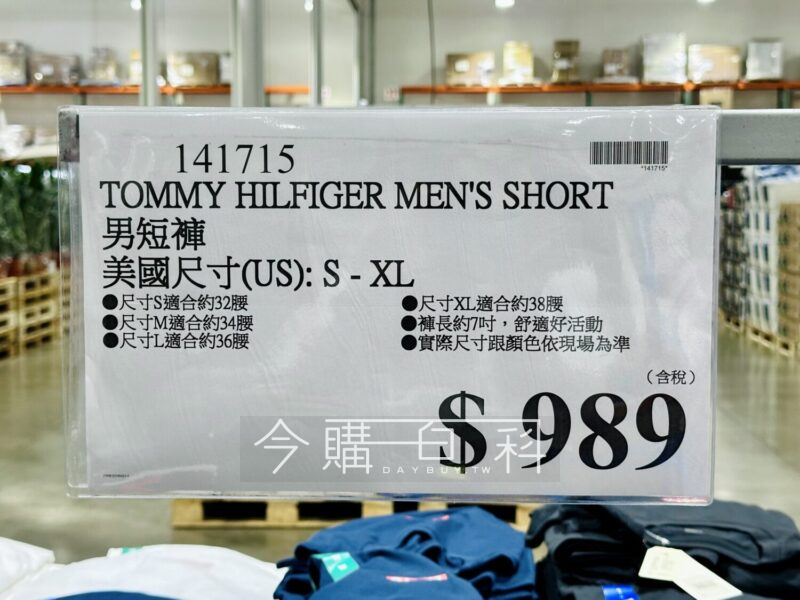 141715
*141715*
TOMMY HILFIGER MEN'S SHORT
男短褲
美國尺寸(US): S - XL
●尺寸S適合約32腰
●尺寸M適合約34腰
●尺寸L適合約36腰
●尺寸XL適合約38腰
●褲長約7吋，舒適好活動
●實際尺寸跟顏色依現場為準
（含稅）
$ 989
今購百科
DAYBUY.TW